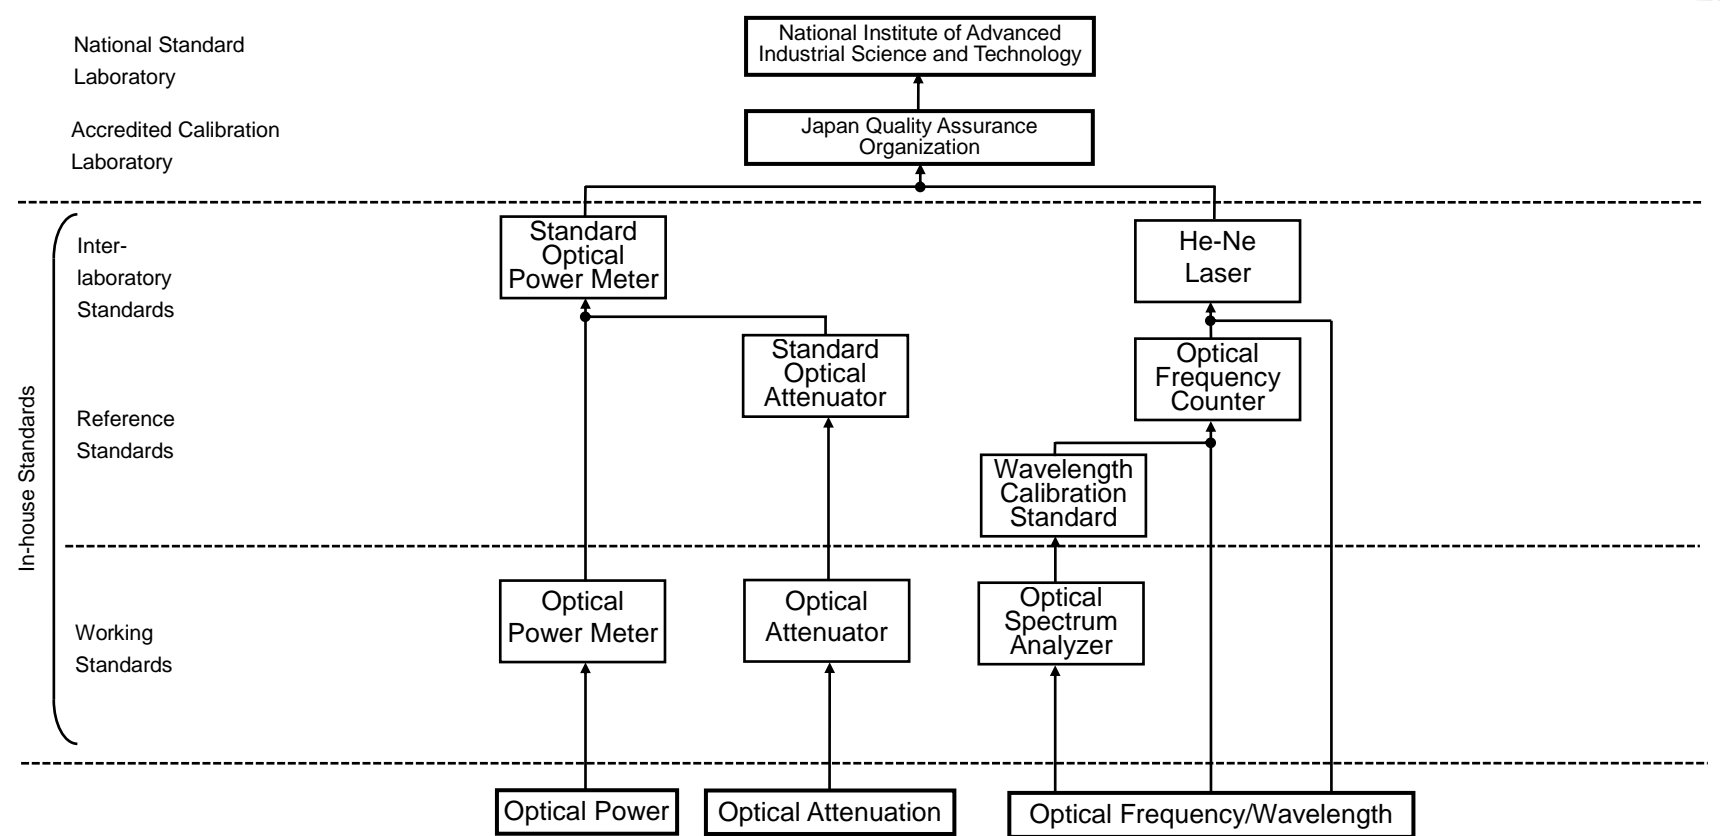 National Standard
Laboratory
National Institute of Advanced
Industrial Science and Technology
Accredited Calibration
Laboratory
Japan Quality Assurance
Organization
In-house Standards
Inter-
laboratory
Standards
Standard
Optical
Power Meter
He-Ne
Laser
Reference
Standards
Standard
Optical
Attenuator
Optical
Frequency
Counter
Wavelength
Calibration
Standard
Working
Standards
Optical
Power Meter
Optical
Attenuator
Optical
Spectrum
Analyzer
Optical Power
Optical Attenuation
Optical Frequency/Wavelength